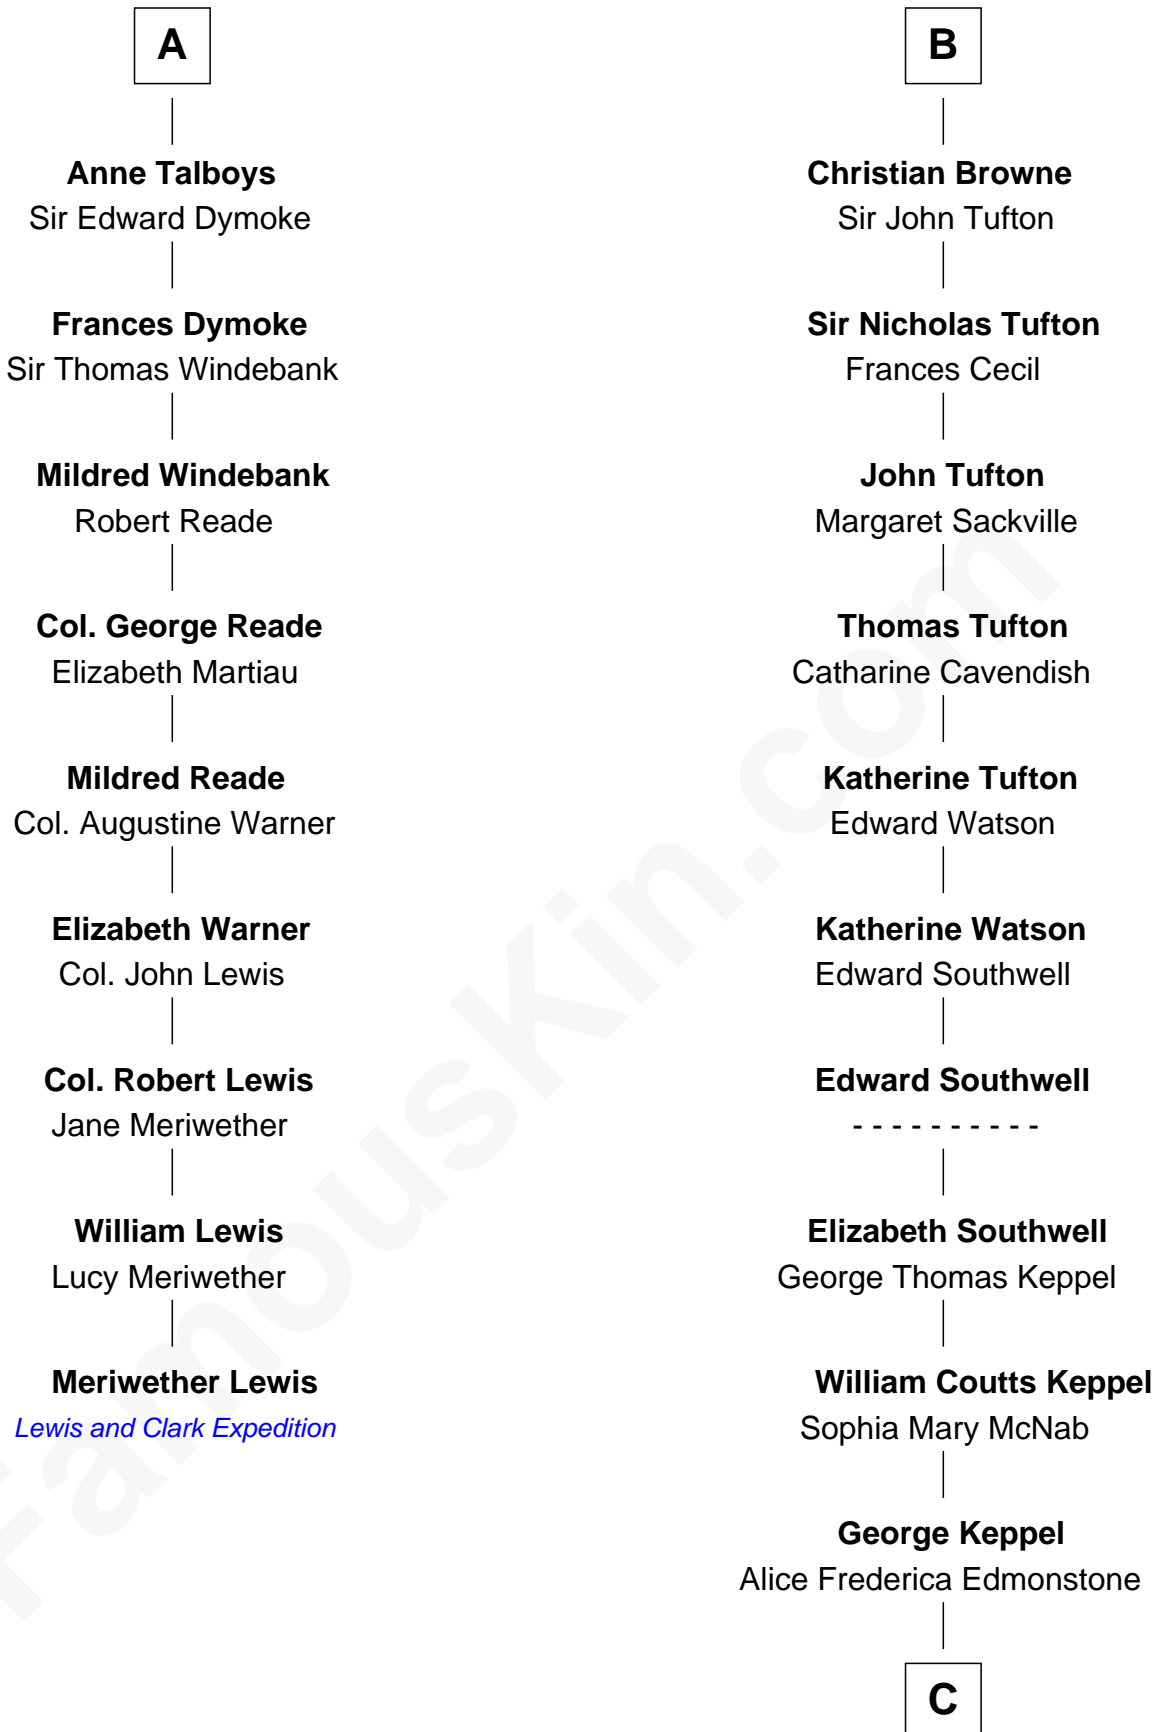 A
Anne Talboys
Sir Edward Dymoke
Frances Dymoke
Sir Thomas Windebank
Mildred Windebank
Robert Reade
Col. George Reade
Elizabeth Martiau
Mildred Reade
Col. Augustine Warner
Elizabeth Warner
Col. John Lewis
Col. Robert Lewis
Jane Meriwether
William Lewis
Lucy Meriwether
Meriwether Lewis
Lewis and Clark Expedition
B
Christian Browne
Sir John Tufton
Sir Nicholas Tufton
Frances Cecil
John Tufton
Margaret Sackville
Thomas Tufton
Catharine Cavendish
Katherine Tufton
Edward Watson
Katherine Watson
Edward Southwell
Edward Southwell
- - - - - - - - - -
Elizabeth Southwell
George Thomas Keppel
William Coutts Keppel
Sophia Mary McNab
George Keppel
Alice Frederica Edmonstone
C
FamousKin.com